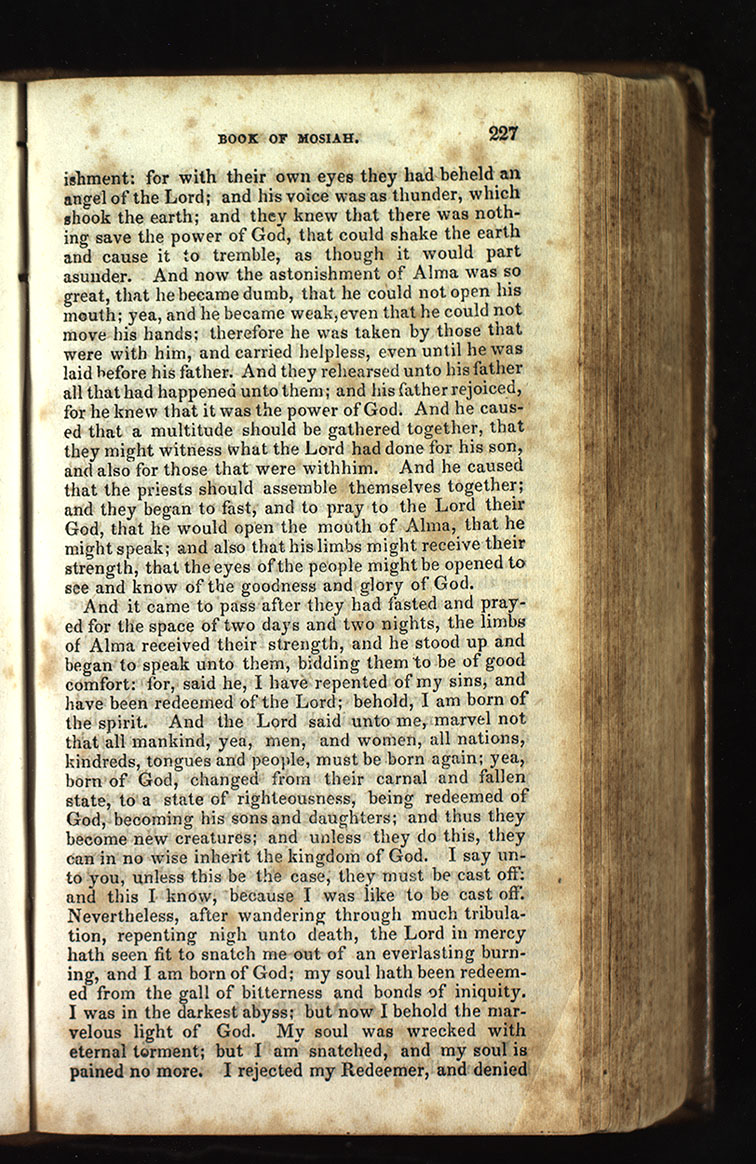 BOOK OF MOSIAH. 227
ishment: for with their own eyes they had beheld an
angel of the Lord; and his voice was as thunder, which
shook the earth; and they knew that there was noth-
ing save the power of God, that could shake the earth
and cause it to tremble, as though it would part
asunder. And now the astonishment of Alma was so
great, that he became dumb, that he could not open his
mouth; yea, and he became weak, even that he could not
move his hands; therefore he was taken by those that
were with him, and carried helpless, even until he was
laid before his father. And they rehearsed unto his father
all that had happened unto them; and his father rejoiced,
for he knew that it was the power of God. And he caus-
ed that a multitude should be gathered together, that
they might witness what the Lord had done for his son,
and also for those that were withhim. And he caused
that the priests should assemble themselves together;
and they began to fast, and to pray to the Lord their
God, that he would open the mouth of Alma, that he
might speak; and also that his limbs might receive their
strength, that the eyes of the people might be opened to
see and know of the goodness and glory of God.
And it came to pass after they had fasted and pray-
ed for the space of two days and two nights, the limbs
of Alma received their strength, and he stood up and
began to speak unto them, bidding them to be of good
comfort: for, said he, I have repented of my sins, and
have been redeemed of the Lord; behold, I am born of
the spirit. And the Lord said unto me, marvel not
that all mankind, yea, men, and women, all nations,
kindreds, tongues and people, must be born again; yea,
born of God, changed from their carnal and fallen
state, to a state of righteousness, being redeemed of
God, becoming his sons and daughters; and thus they
become new creatures; and unless they do this, they
can in no wise inherit the kingdom of God. I say un-
to you, unless this be the case, they must be cast off:
and this I know, because I was like to be cast off.
Nevertheless, after wandering through much tribula-
tion, repenting nigh unto death, the Lord in mercy
hath seen fit to snatch me out of an everlasting burn-
ing, and I am born of God; my soul hath been redeem-
ed from the gall of bitterness and bonds of iniquity.
I was in the darkest abyss; but now I behold the mar-
velous light of God. My soul was wrecked with
eternal torment; but I am snatched, and my soul is
pained no more. I rejected my Redeemer, and denied